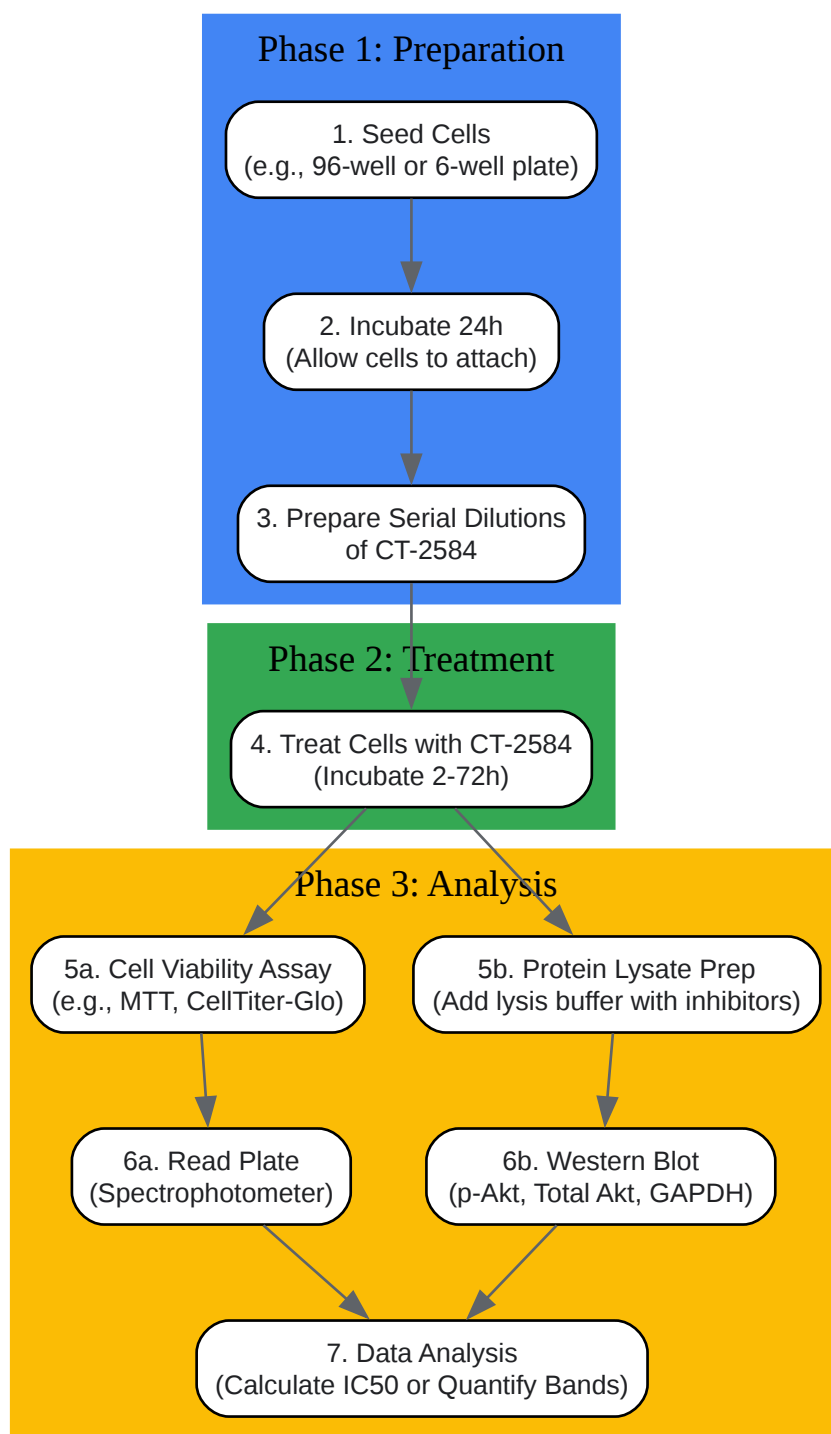 Phase 1: Preparation
1. Seed Cells
(e.g., 96-well or 6-well plate)
2. Incubate 24h
(Allow cells to attach)
3. Prepare Serial Dilutions
of CT-2584
Phase 2: Treatment
4. Treat Cells with CT-2584
(Incubate 2-72h)
Phase 3: Analysis
5a. Cell Viability Assay
(e.g., MTT, CellTiter-Glo)
5b. Protein Lysate Prep
(Add lysis buffer with inhibitors)
6a. Read Plate
(Spectrophotometer)
6b. Western Blot
(p-Akt, Total Akt, GAPDH)
7. Data Analysis
(Calculate IC50 or Quantify Bands)